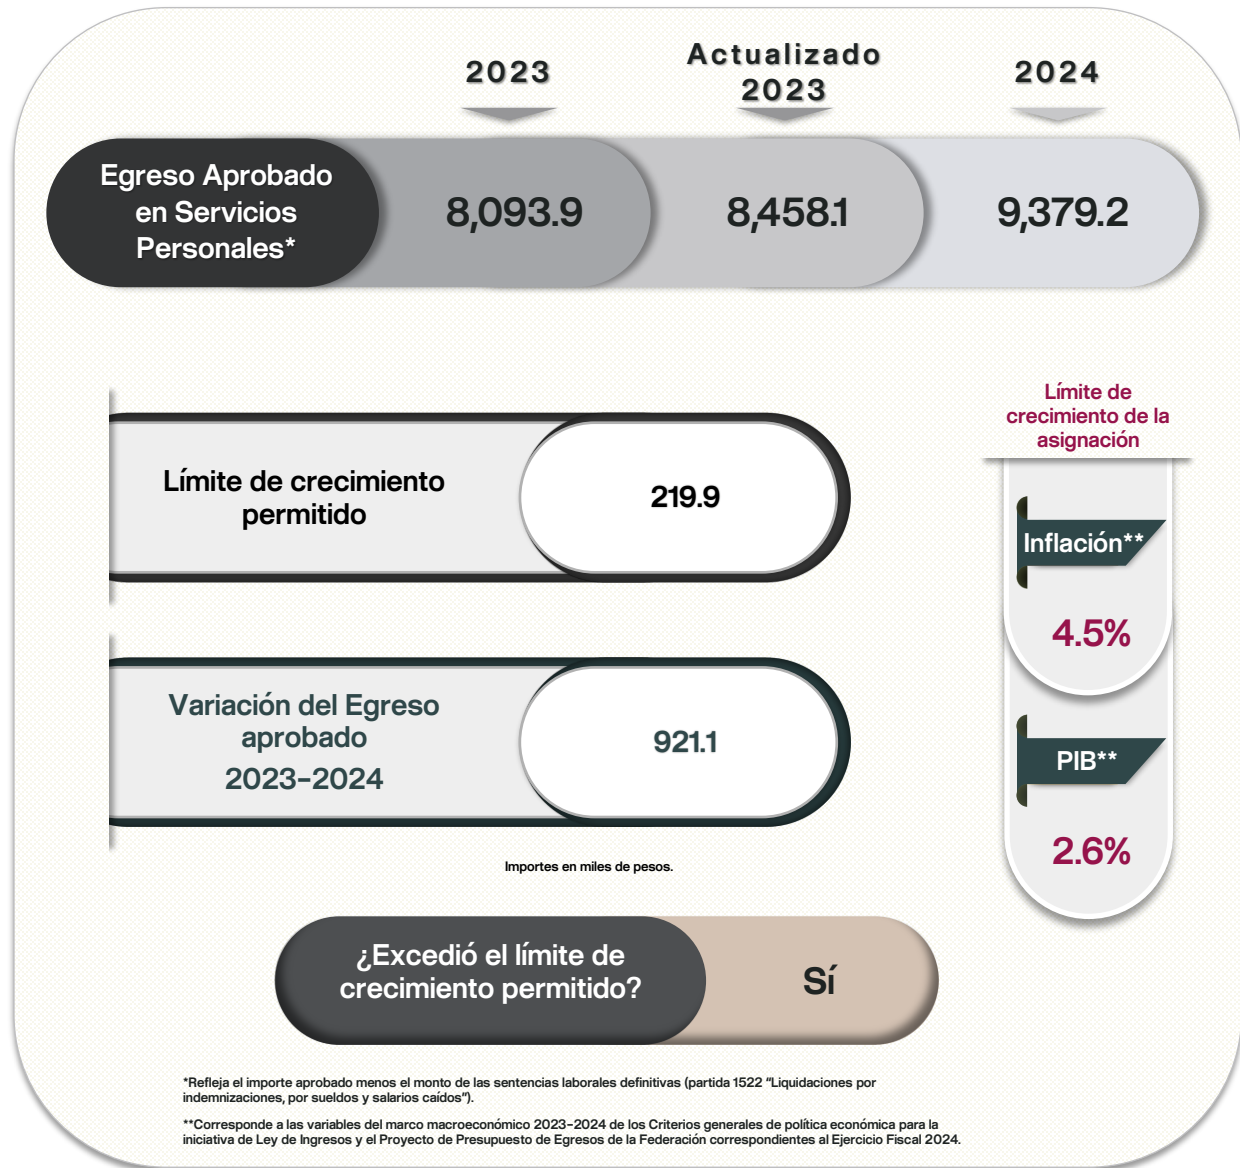 2023
Actualizado
2023
2024
Egreso Aprobado
en Servicios
Personales*
8,093.9
8,458.1
9,379.2
Límite de
crecimiento de la
asignación
Límite de crecimiento
permitido
219.9
Inflación**
4.5%
Variación del Egreso
aprobado
2023-2024
921.1
PIB**
2.6%
Importes en miles de pesos.
¿Excedió el límite de
crecimiento permitido?
Sí
*Refleja el importe aprobado menos el monto de las sentencias laborales definitivas (partida 1522 "Liquidaciones por
indemnizaciones, por sueldos y salarios caídos").
**Corresponde a las variables del marco macroeconómico 2023-2024 de los Criterios generales de política económica para la
iniciativa de Ley de Ingresos y el Proyecto de Presupuesto de Egresos de la Federación correspondientes al Ejercicio Fiscal 2024.